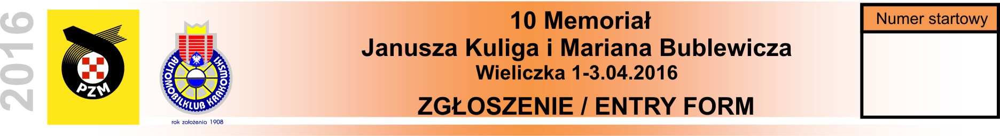 2016
PZM
AUTOMOBILKLUB KRAKOWSKI
rok założenia 1908
10 Memoriał
Janusza Kuliga i Mariana Bublewicza
Wieliczka 1-3.04.2016
ZGŁOSZENIE / ENTRY FORM
Numer startowy